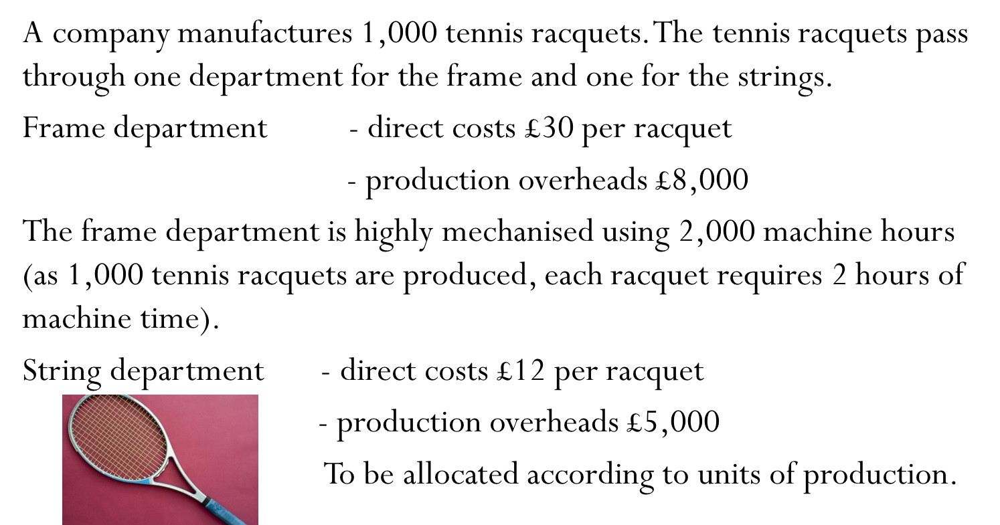 A company manufactures 1,000 tennis racquets. The tennis racquets pass
through one department for the frame and one for the strings.
Frame department - direct costs £30 per racquet
- production overheads £8,000
The frame department is highly mechanised using 2,000 machine hours
(as 1,000 tennis racquets are produced, each racquet requires 2 hours of
machine time).
String department - direct costs £12 per racquet
- production overheads £5,000
To be allocated according to units of production.